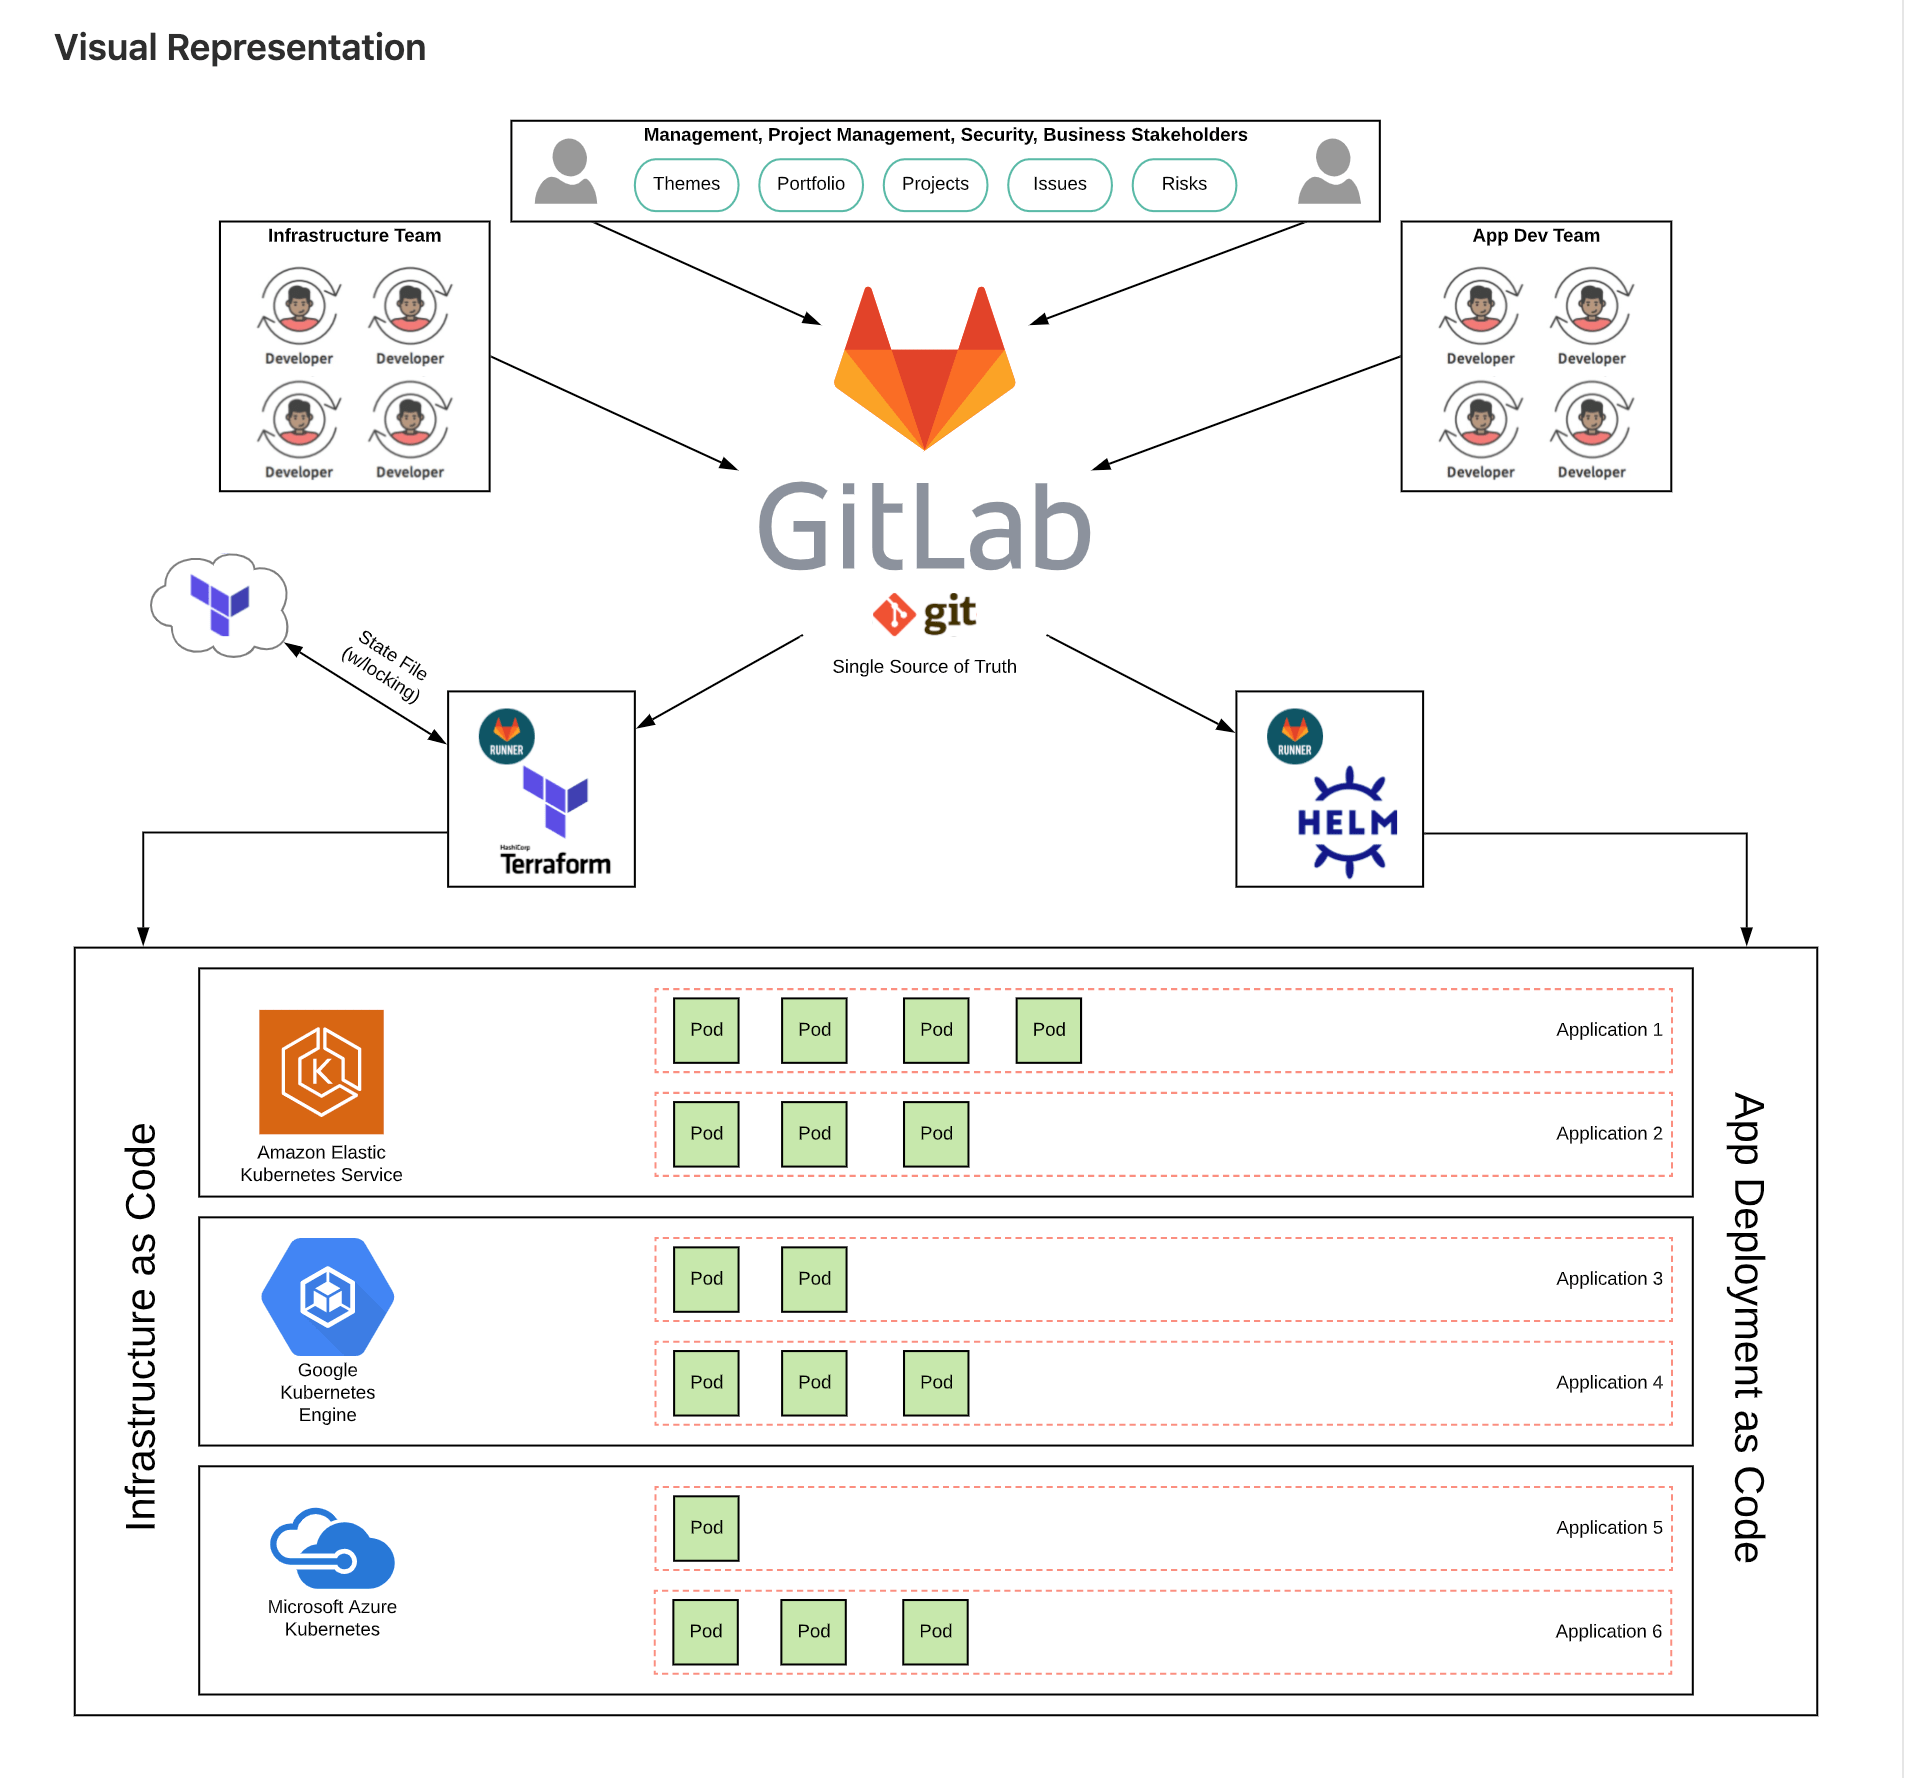 Visual Representation
Management, Project Management, Security, Business Stakeholders
Themes
Portfolio
Projects
Issues
Risks
Infrastructure Team
Developer
Developer
Developer
Developer
App Dev Team
Developer
Developer
Developer
Developer
GitLab
git
Single Source of Truth
State File
(w/locking)
RUNNER
HashiCorp
Terraform
RUNNER
HELM
Infrastructure as Code
App Deployment as Code
K
Amazon Elastic
Kubernetes Service
Pod
Pod
Pod
Pod
Application 1
Pod
Pod
Pod
Application 2
Google
Kubernetes
Engine
Pod
Pod
Application 3
Pod
Pod
Pod
Application 4
Microsoft Azure
Kubernetes
Pod
Application 5
Pod
Pod
Pod
Application 6